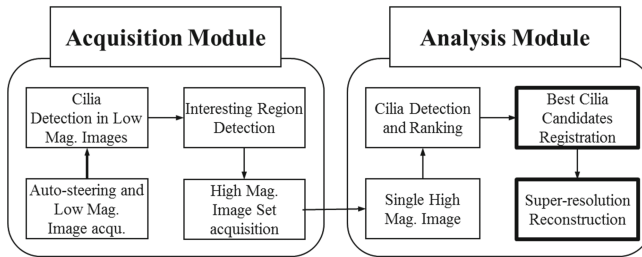 Acquisition Module
Analysis Module
Cilia
Detection in Low
Mag. Images
Interesting Region
Detection
Auto-steering and
Low Mag.
Image acqu.
High Mag.
Image Set
acquisition
Cilia Detection
and Ranking
Best Cilia
Candidates
Registration
Single High
Mag. Image
Super-resolution
Reconstruction